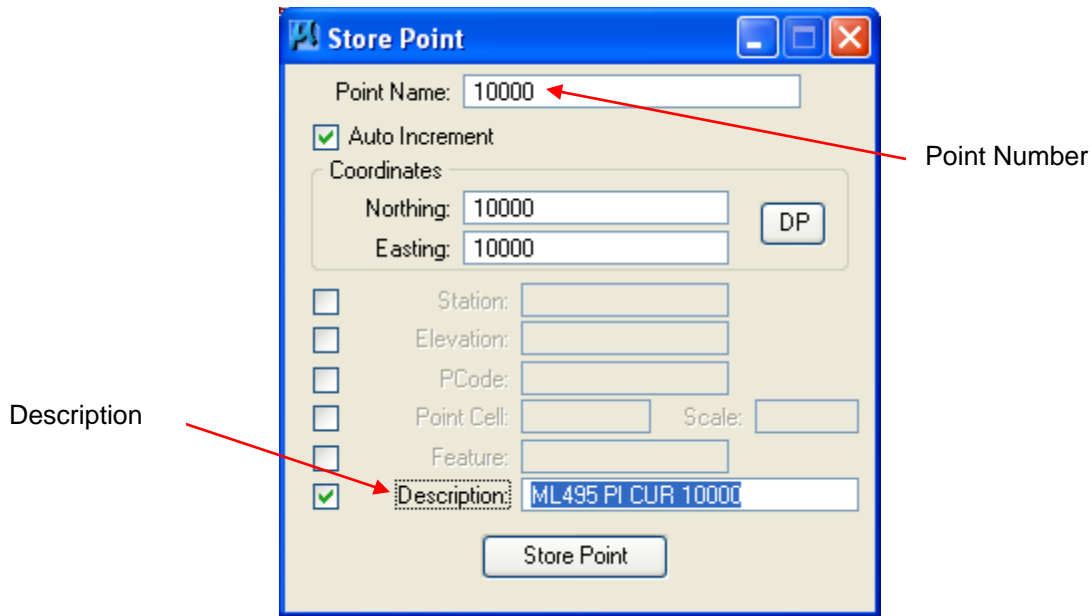 Store Point
Point Name: 10000
Point Number
Auto Increment
Coordinates
Northing: 10000
DP
Easting: 10000
Station:
Elevation:
PCode:
Description
Point Cell: Scale:
Feature:
Description: ML495 PI CUR 10000
Store Point